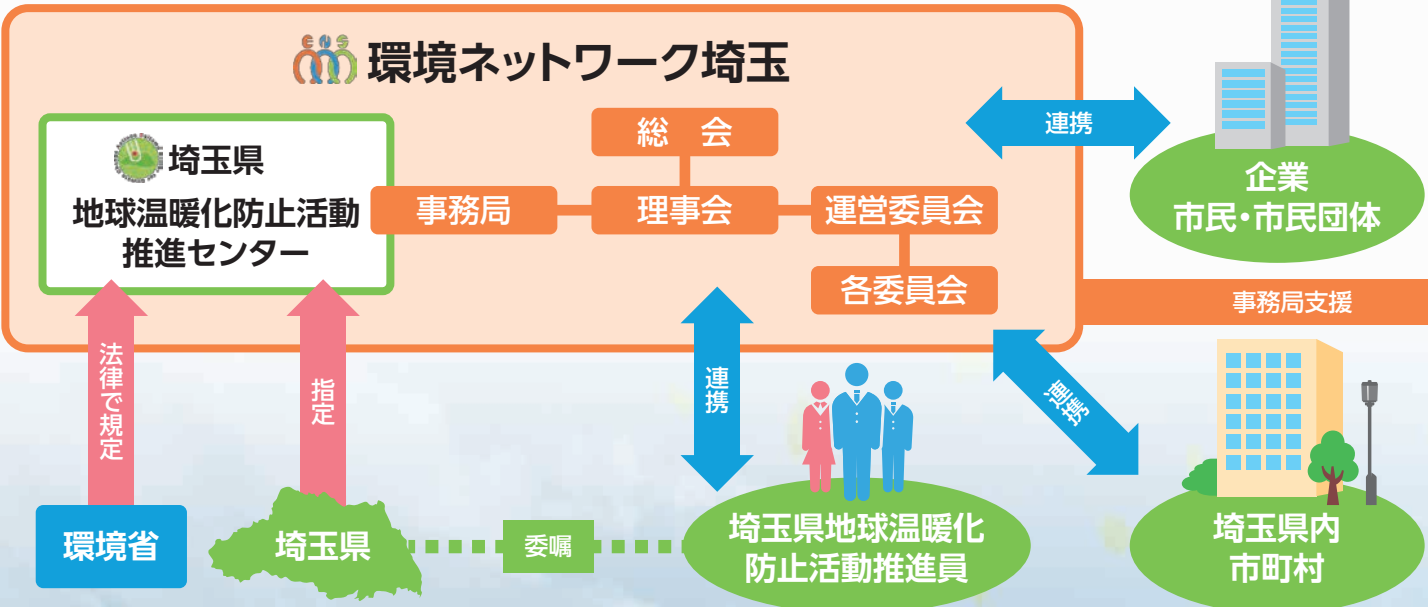 環境ネットワーク埼玉
埼玉県
地球温暖化防止活動
推進センター
総 会
事務局
理事会
運営委員会
各委員会
連携
企業
市民・市民団体
事務局支援
法律で規定
指定
連携
連携
環境省
埼玉県
委嘱
埼玉県地球温暖化
防止活動推進員
埼玉県内
市町村